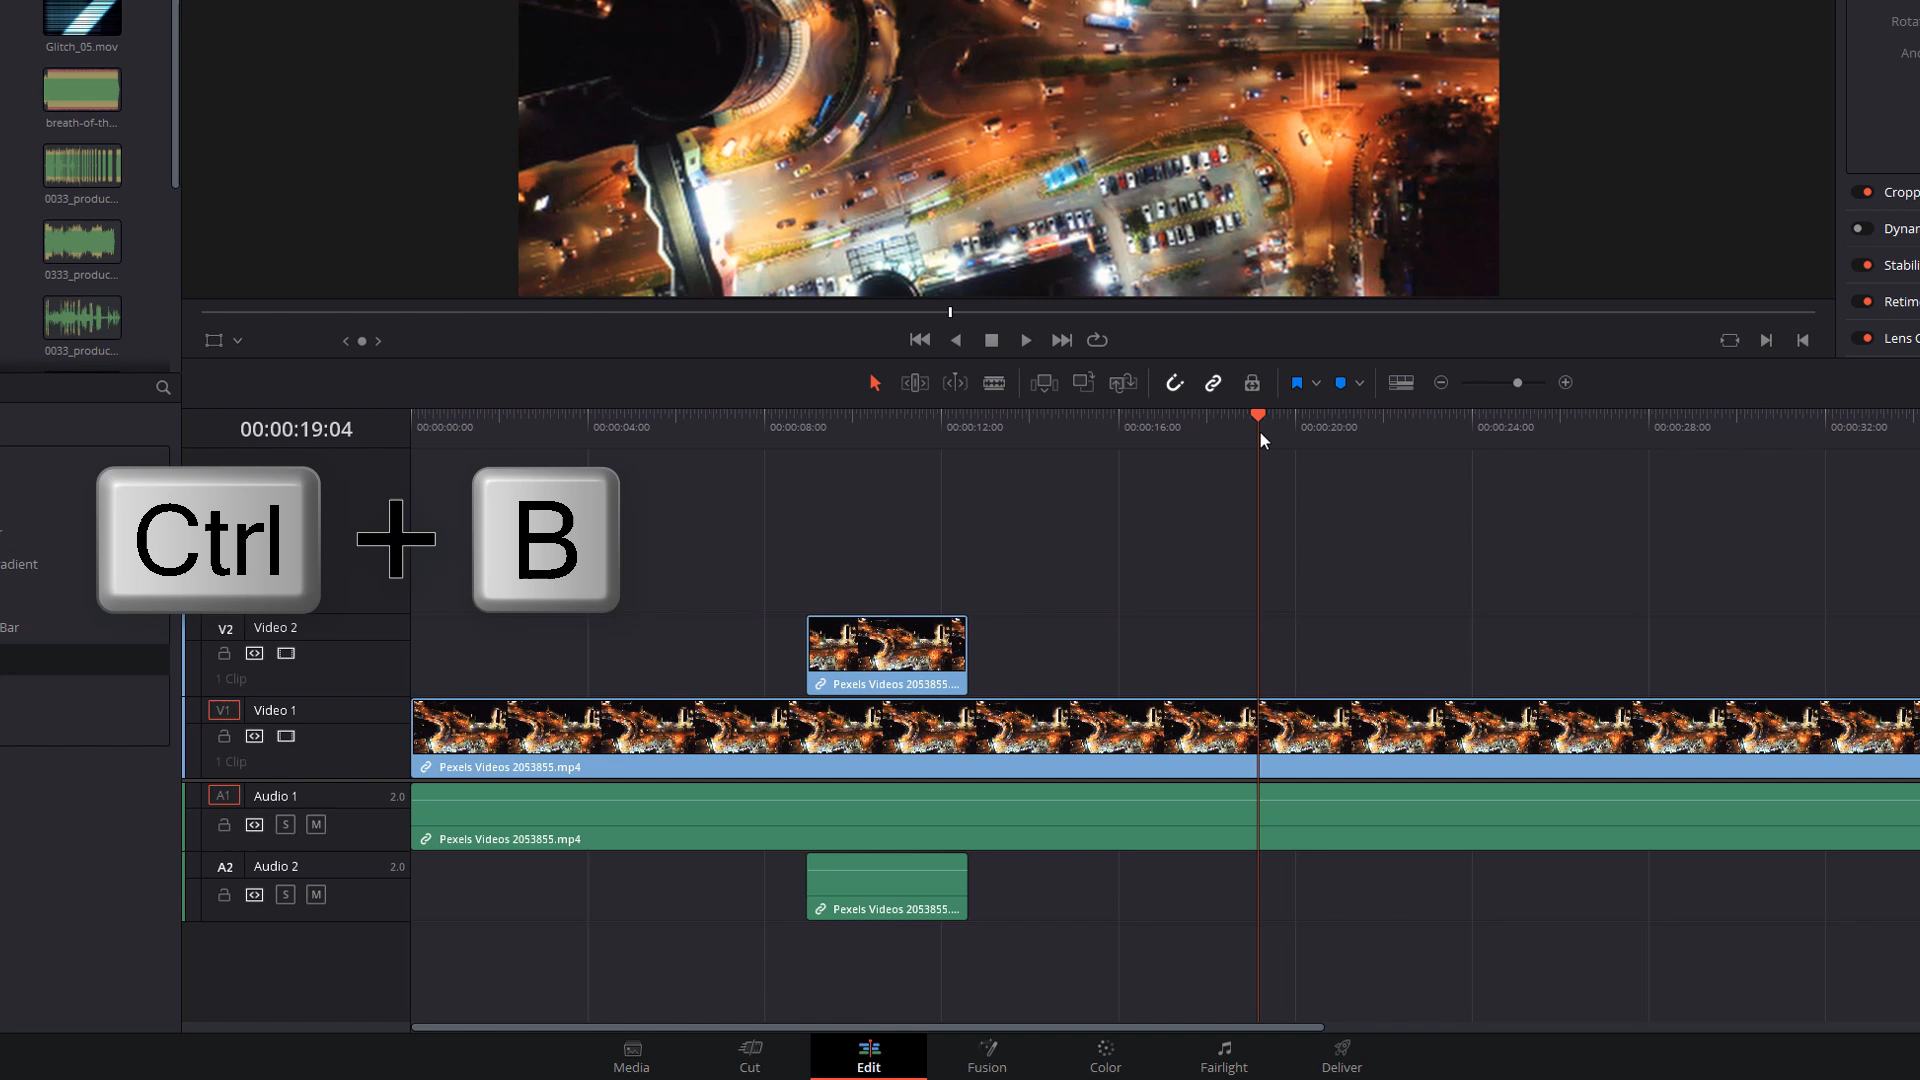 Glitch_05.mov
breath-of-th...
0033_produc...
0333_produc...
0033_produc...
Rota
Anc
Cropp
Dynar
Stabili
Retim
Lens C
00:00:19:04
00:00:00:00
00:00:04:00
00:00:08:00
00:00:12:00
00:00:16:00
00:00:20:00
00:00:24:00
00:00:28:00
00:00:32:00
Ctrl + B
adient
Bar
V2 Video 2
1 Clip
Pexels Videos 2053855....
V1 Video 1
1 Clip
Pexels Videos 2053855.mp4
A1 Audio 1 2.0
S M
Pexels Videos 2053855.mp4
A2 Audio 2 2.0
S M
Pexels Videos 2053855....
Media
Cut
Edit
Fusion
Color
Fairlight
Deliver